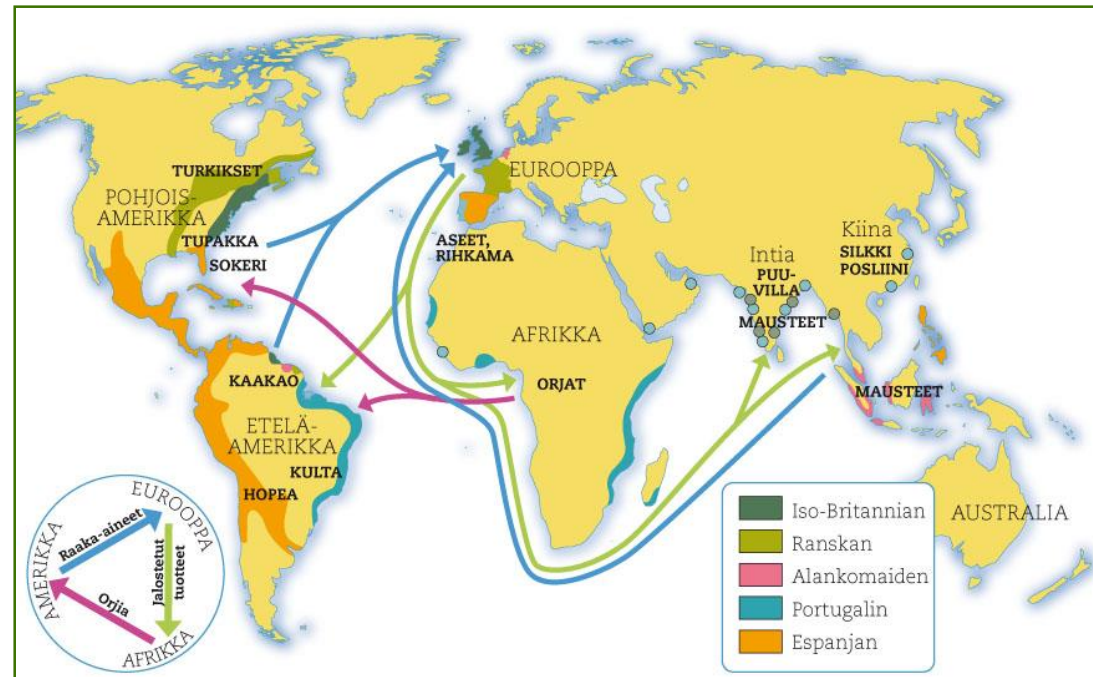 TURKIKSET
POHJOIS-
AMERIKKA
TUPAKKA
SOKERI
EUROOPPA
ASEET,
RIHKAMA
AFRIKKA
ORJAT
Intia
PUU-
VILLA
MAUSTEET
Kiina
SILKKI
POSLIINI
MAUSTEET
KAAKAO
ETELÄ-
AMERIKKA
KULTA
HOPEA
AUSTRALIA
EUROOPPA
AMERIKKA
AFRIKKA
Raaka-aineet
Jalostetut
tuotteet
Orjia
Iso-Britannian
Ranskan
Alankomaiden
Portugalin
Espanjan